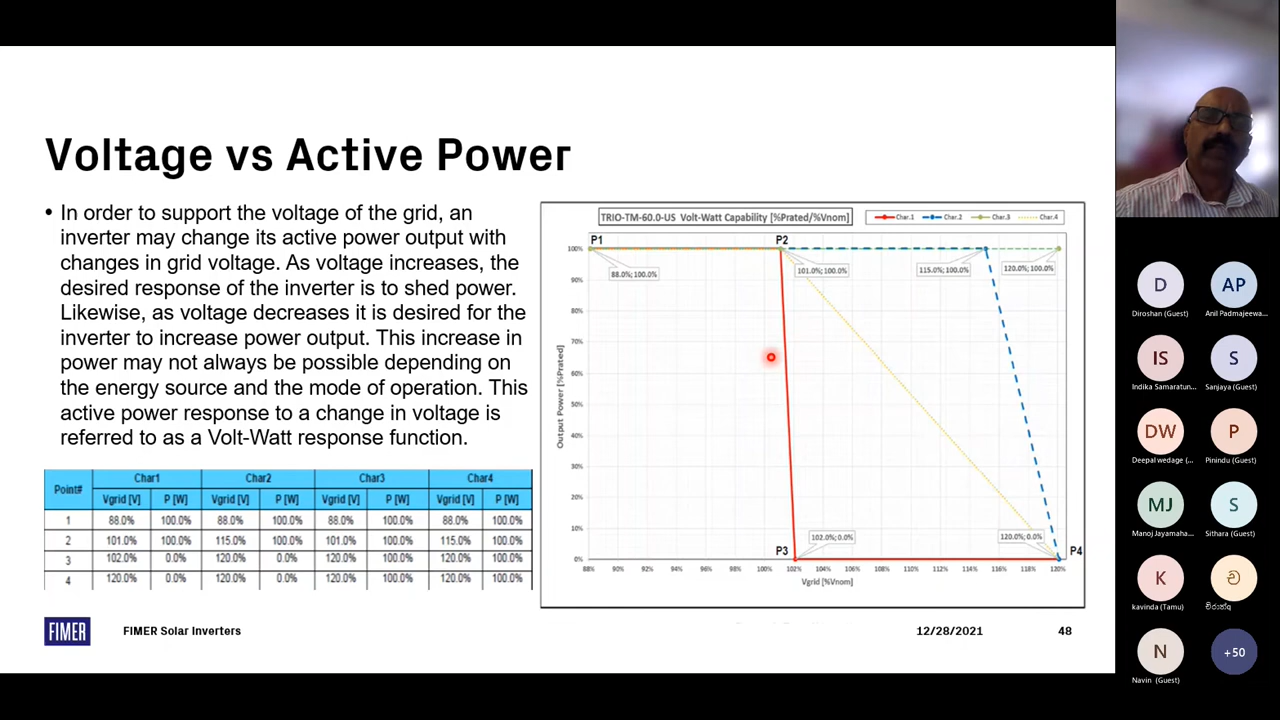 Voltage vs Active Power
• In order to support the voltage of the grid, an
inverter may change its active power output with
changes in grid voltage. As voltage increases, the
desired response of the inverter is to shed power.
Likewise, as voltage decreases it is desired for the
inverter to increase power output. This increase in
power may not always be possible depending on
the energy source and the mode of operation. This
active power response to a change in voltage is
referred to as a Volt-Watt response function.
Point# Char1 Char2 Char3 Char4
Vgrid [V] P [W] Vgrid [V] P [W] Vgrid [V] P [W] Vgrid [V] P [W]
1 88.0% 100.0% 88.0% 100.0% 88.0% 100.0% 88.0% 100.0%
2 101.0% 100.0% 115.0% 100.0% 101.0% 100.0% 115.0% 100.0%
3 102.0% 0.0% 120.0% 0.0% 120.0% 100.0% 120.0% 100.0%
4 120.0% 0.0% 120.0% 0.0% 120.0% 100.0% 120.0% 100.0%
TRIO-TM-60.0-US Volt-Watt Capability [%Prated/%Vnom]
Char.1 Char.2 Char.3 Char.4
P1 P2
100%
88.0%; 100.0% 101.0%; 100.0% 115.0%; 100.0% 120.0%; 100.0%
90%
80%
70%
60%
50%
40%
30%
20%
10%
0%
Output Power [%Prated]
102.0%; 0.0% 120.0%; 0.0%
P3 P4
88% 90% 92% 94% 96% 98% 100% 102% 104% 106% 108% 110% 112% 114% 116% 118% 120%
Vgrid [%Vnom]
FIMER FIMER Solar Inverters 12/28/2021 48
D AP
Diroshan (Guest) Anil Padmajeewa...
IS S
Indika Samaratun... Sanjaya (Guest)
DW P
Deepal wedage (... Pinindu (Guest)
MJ S
Manoj Jayamaha... Sithara (Guest)
K ච
kavinda (Tamu)
N +50
Navin (Guest)